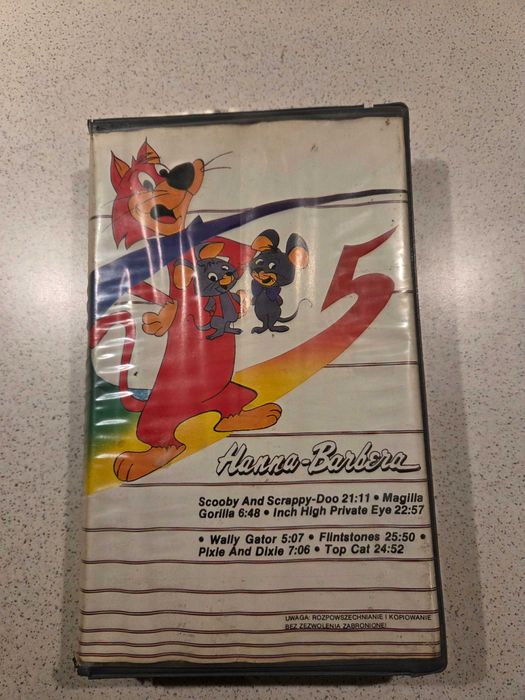 5
Hanna-Barbera
Scooby And Scrappy-Doo 21:11 • Magilla
Gorilla 6:48 • Inch High Private Eye 22:57
• Wally Gator 5:07 • Flintstones 25:50 •
Pixie And Dixie 7:06 • Top Cat 24:52
UWAGA: ROZPOWSZECHNIANIE I KOPIOWANIE
BEZ ZEZWOLENIA ZABRONIONE!